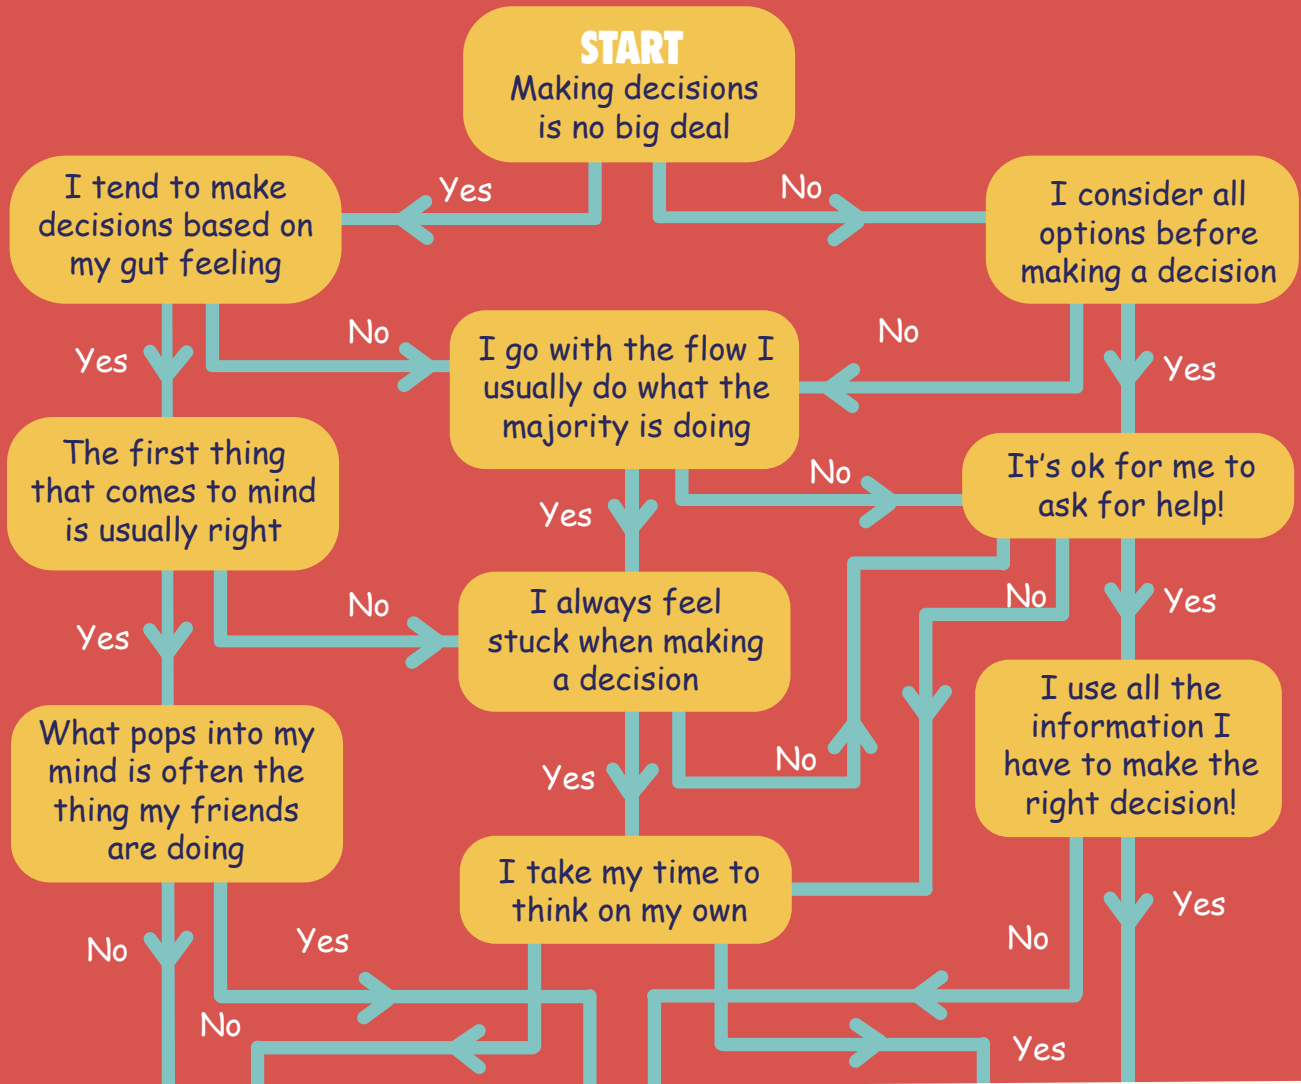 START
Making decisions
is no big deal
Yes
No
I tend to make
decisions based on
my gut feeling
I consider all
options before
making a decision
No
No
Yes
Yes
I go with the flow I
usually do what the
majority is doing
The first thing
that comes to mind
is usually right
No
Yes
It's ok for me to
ask for help!
No
Yes
I always feel
stuck when making
a decision
No
Yes
What pops into my
mind is often the
thing my friends
are doing
Yes
No
I use all the
information I
have to make the
right decision!
I take my time to
think on my own
No
Yes
No
Yes
No
Yes